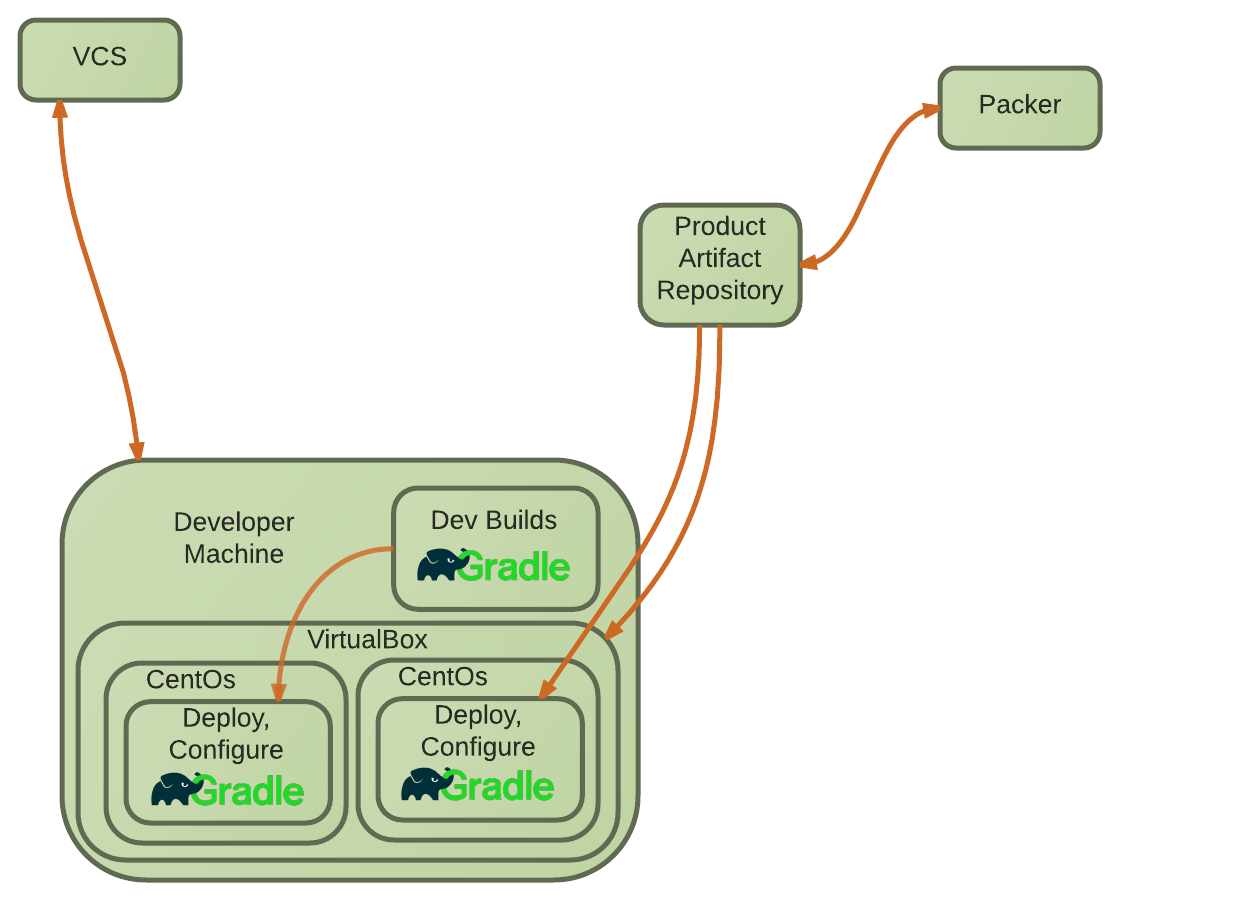 VCS
Packer
Product
Artifact
Repository
Developer
Machine
Dev Builds
Gradle
VirtualBox
CentOs
Deploy,
Configure
Gradle
CentOs
Deploy,
Configure
Gradle